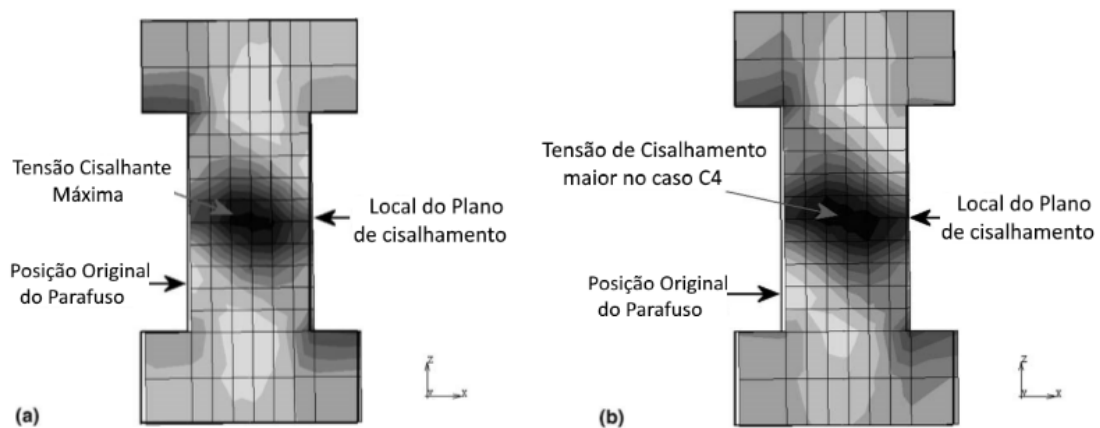 Tensão Cisalhante
Máxima
Local do Plano
de cisalhamento
Posição Original
do Parafuso
z
y
x
(a)
Tensão de Cisalhamento
maior no caso C4
Local do Plano
de cisalhamento
Posição Original
do Parafuso
z
y
x
(b)